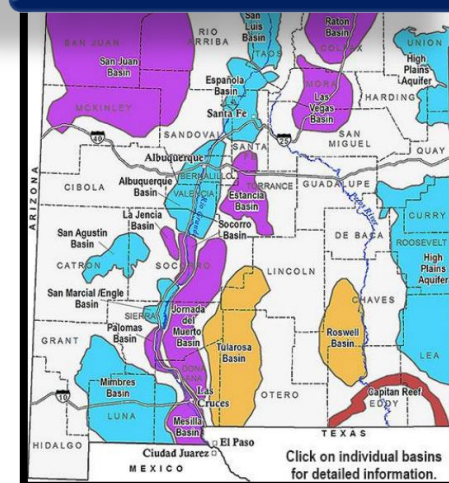 San
Luis
Basin
Raton
Basin
SAN JUAN
San Juan
Basin
RIO
ARRIBA
TAOS
COLFAX
UNION
High
Plains
Aquifer
Española
Basin
MORA
HARDING
Las
Vegas
Basin
MCKINLEY
Santa Fe
SANDOVAL
40
25
SAN
MIGUEL
QUAY
SANTA
FE
Albuquerque
BERNALILLO
ARIZONA
CIBOLA
Albuquerque
Basin
VALENCIA
TORRANCE
GUADALUPE
Pecos River
Rio Grande
Estancia
Basin
CURRY
La Jencia
Basin
Socorro
Basin
DE BACA
ROOSEVELT
San Agustin
Basin
High
Plains
Aquifer
CATRON
SOCORRO
LINCOLN
San Marcial /Engle
Basin
CHAVES
SIERRA
Jornada
del
Muerto
Basin
Palomas
Basin
GRANT
Tularosa
Basin
Roswell
Basin
LEA
DONA
ANA
Mimbres
Basin
Las
Cruces
OTERO
Capitan Reef
EDDY
10
LUNA
Mesilla
Basin
TEXAS
HIDALGO
El Paso
Ciudad Juarez
MEXICO
Click on individual basins
for detailed information.